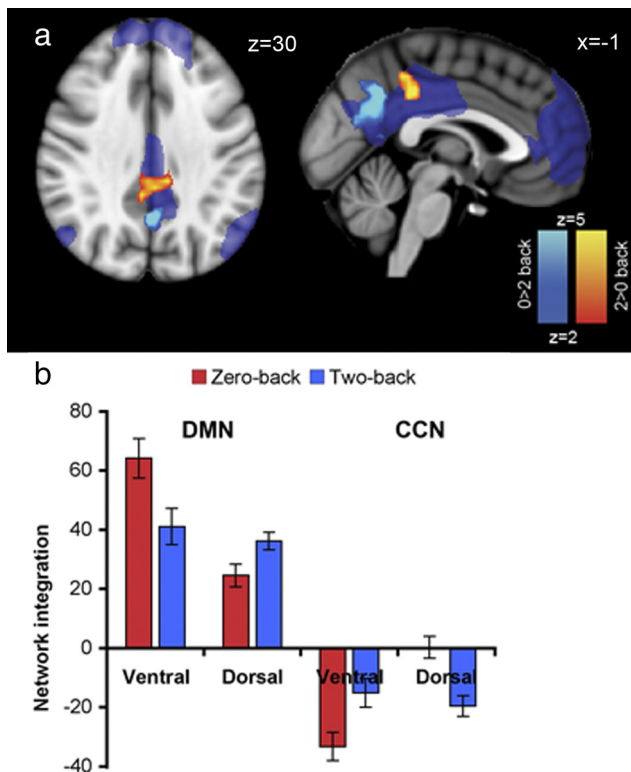 a
z=30
x=-1
z=5
0>2 back
2>0 back
z=2
b
Zero-back
Two-back
DMN
CCN
Network integration
80
60
40
20
0
-20
-40
Ventral
Dorsal
Ventral
Dorsal